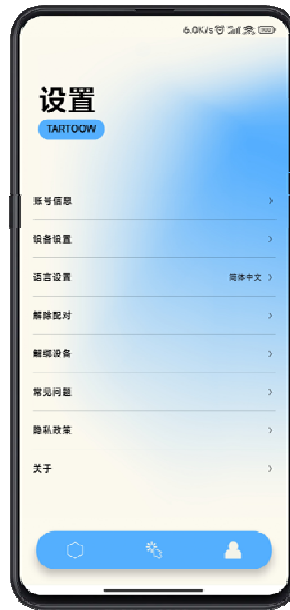 6.0K/s
设置
TARTOOW
账号信息
设备设置
语言设置 简体中文
解除配对
解绑设备
常见问题
隐私政策
关于